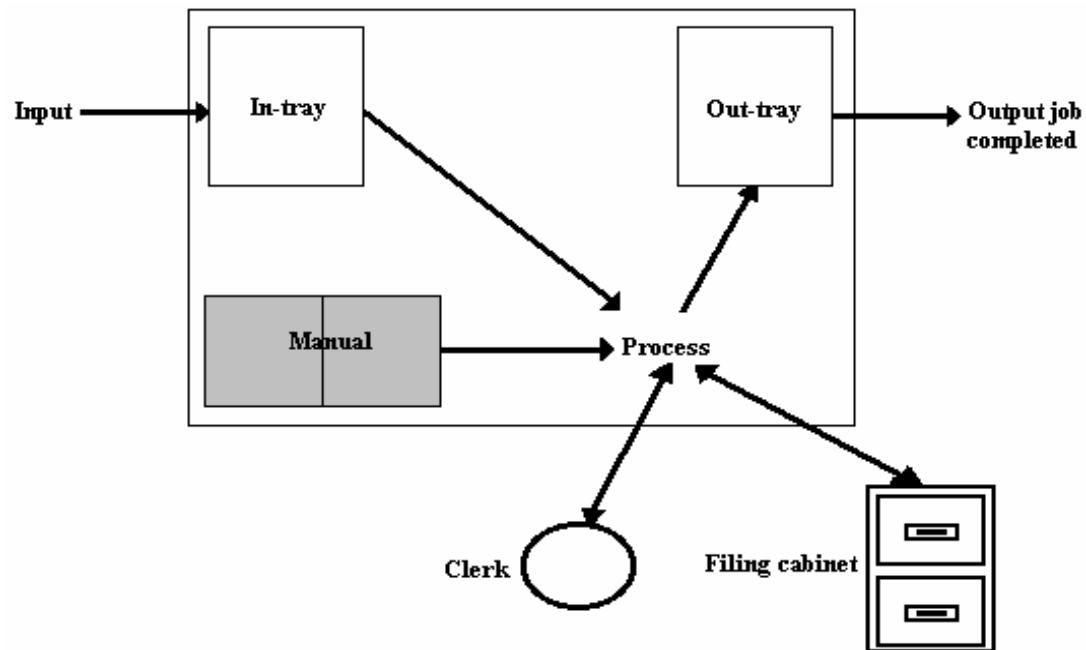 Input
In-tray
Out-tray
Output job
completed
Manual
Process
Clerk
Filing cabinet